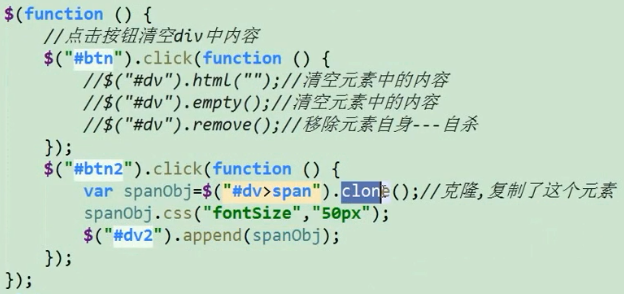 $(function () {
    //点击按钮清空div中内容
    $("#btn").click(function () {
        //$("#dv").html("");//清空元素中的内容
        //$("#dv").empty();//清空元素中的内容
        //$("#dv").remove();//移除元素自身---自杀
    });
    $("#btn2").click(function () {
        var spanObj=$("#dv>span").clone();//克隆,复制了这个元素
        spanObj.css("fontSize","50px");
        $("#dv2").append(spanObj);
    });
});